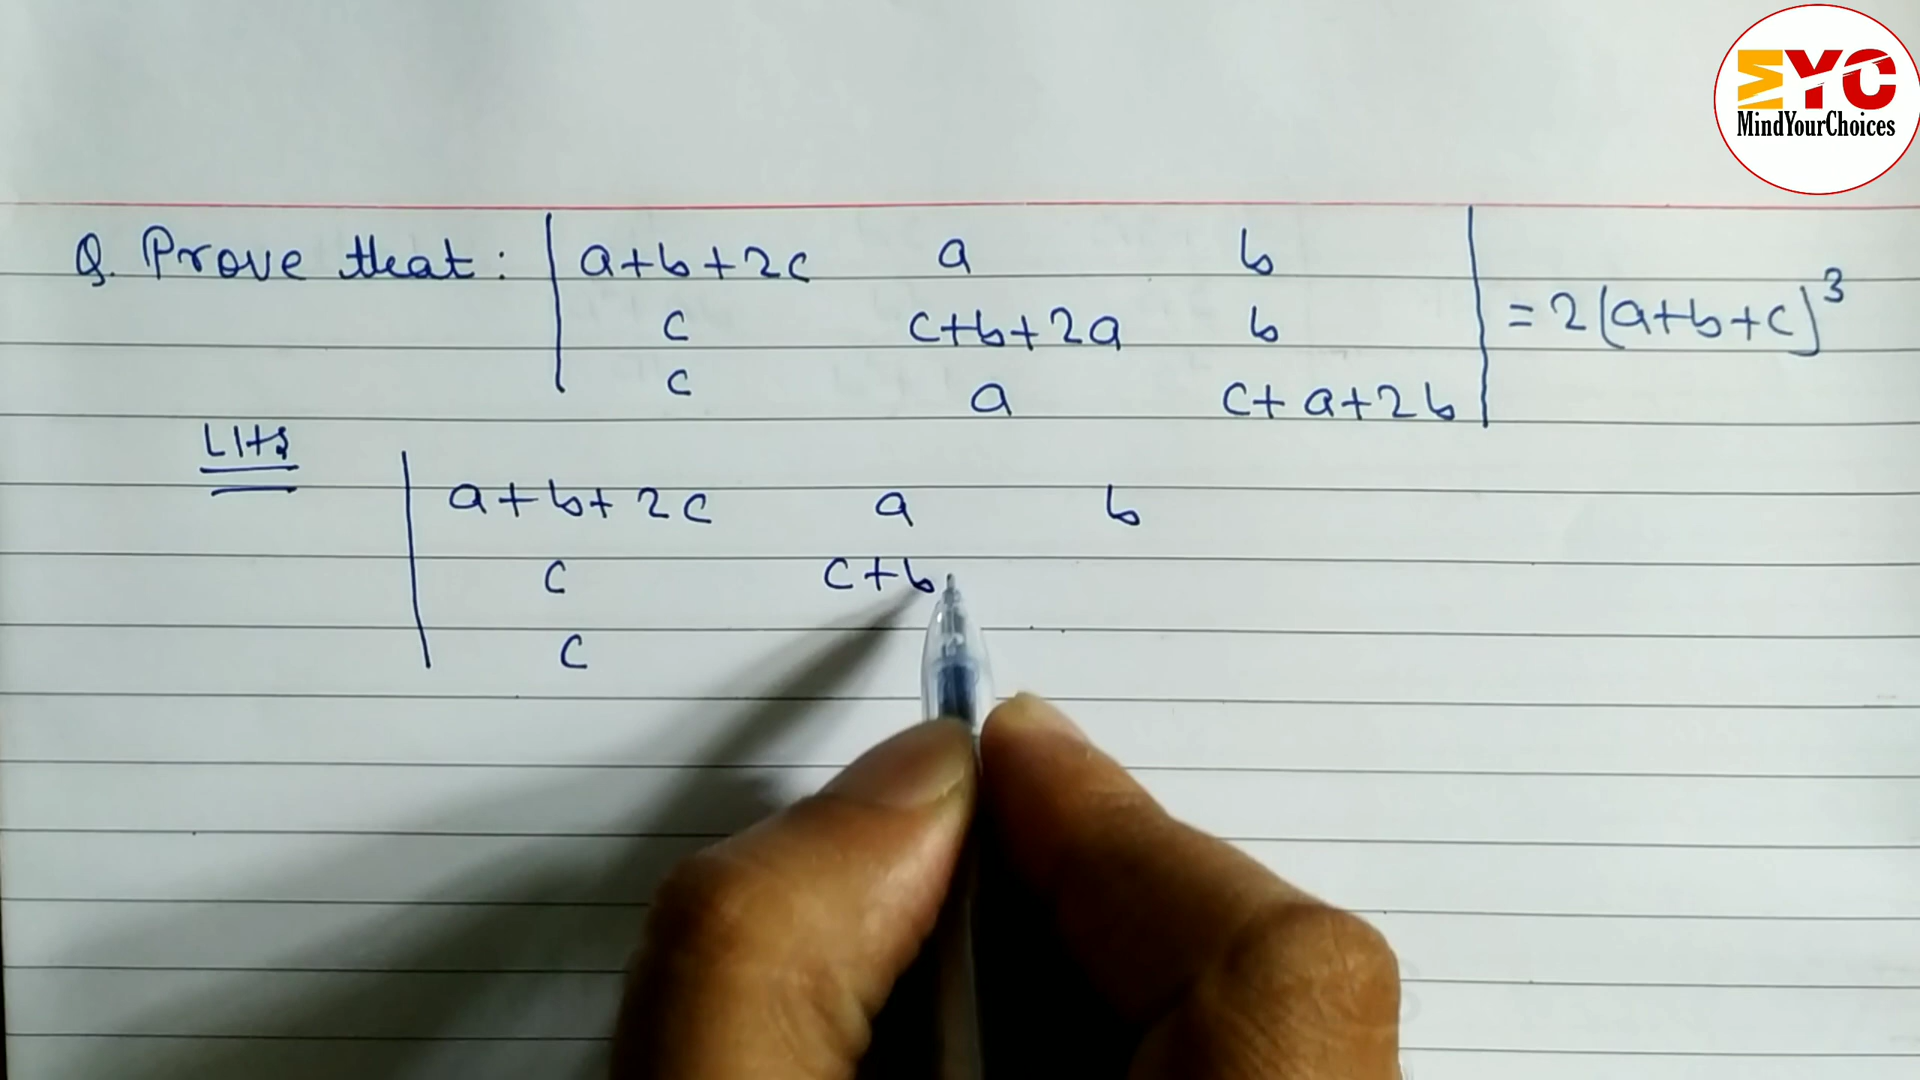 MYC
MindYourChoices
Q. Prove that : | a+b+2c a b |
c c+b+2a b = 2(a+b+c)³
c a c+a+2b
LHS
| a+b+2c a b
c c+b
c